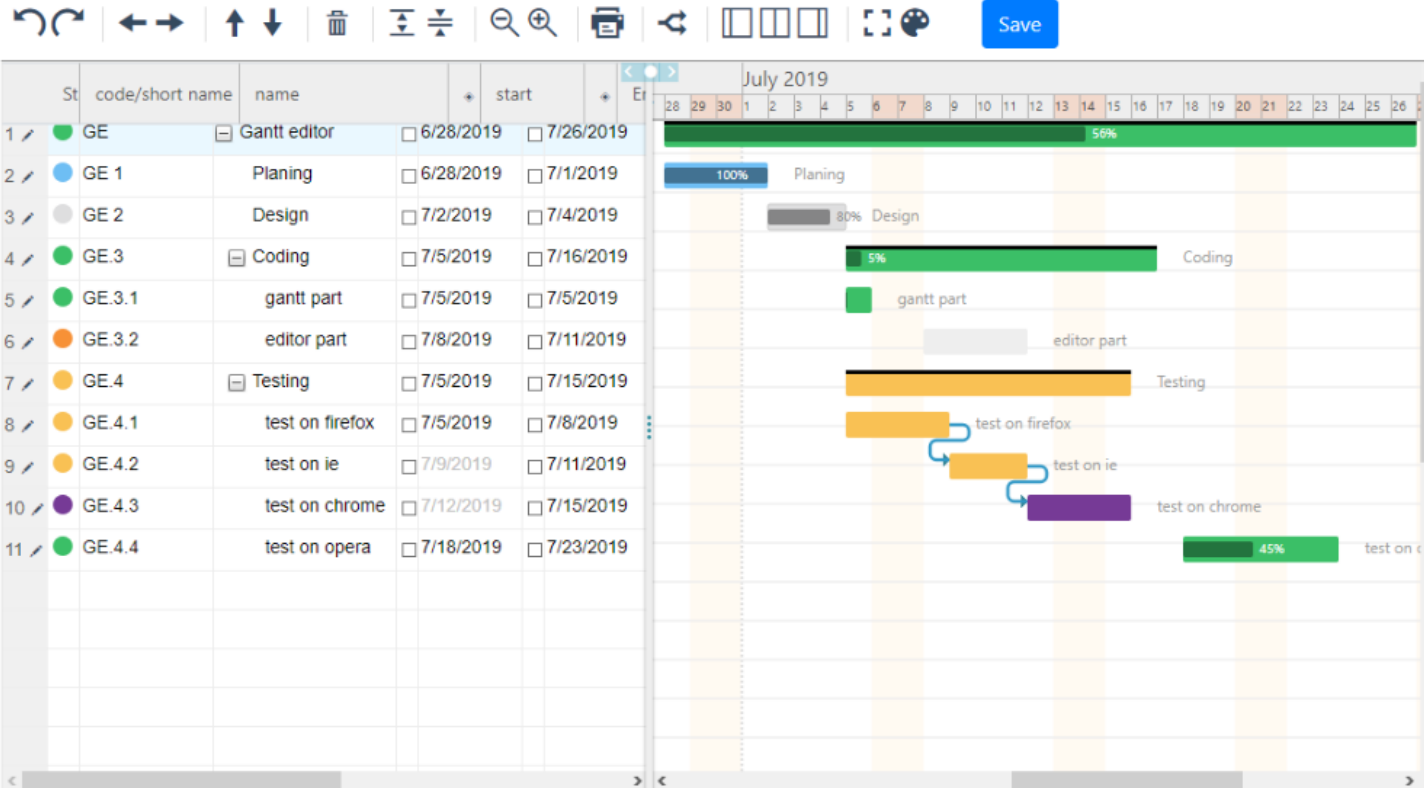 Save
St code/short name name start En
July 2019
28 29 30 1 2 3 4 5 6 7 8 9 10 11 12 13 14 15 16 17 18 19 20 21 22 23 24 25 26
1 GE Gantt editor 6/28/2019 7/26/2019 56%
2 GE 1 Planing 6/28/2019 7/1/2019 100% Planing
3 GE 2 Design 7/2/2019 7/4/2019 80% Design
4 GE.3 Coding 7/5/2019 7/16/2019 5% Coding
5 GE.3.1 gantt part 7/5/2019 7/5/2019 gantt part
6 GE.3.2 editor part 7/8/2019 7/11/2019 editor part
7 GE.4 Testing 7/5/2019 7/15/2019 Testing
8 GE.4.1 test on firefox 7/5/2019 7/8/2019 test on firefox
9 GE.4.2 test on ie 7/9/2019 7/11/2019 test on ie
10 GE.4.3 test on chrome 7/12/2019 7/15/2019 test on chrome
11 GE.4.4 test on opera 7/18/2019 7/23/2019 45% test on